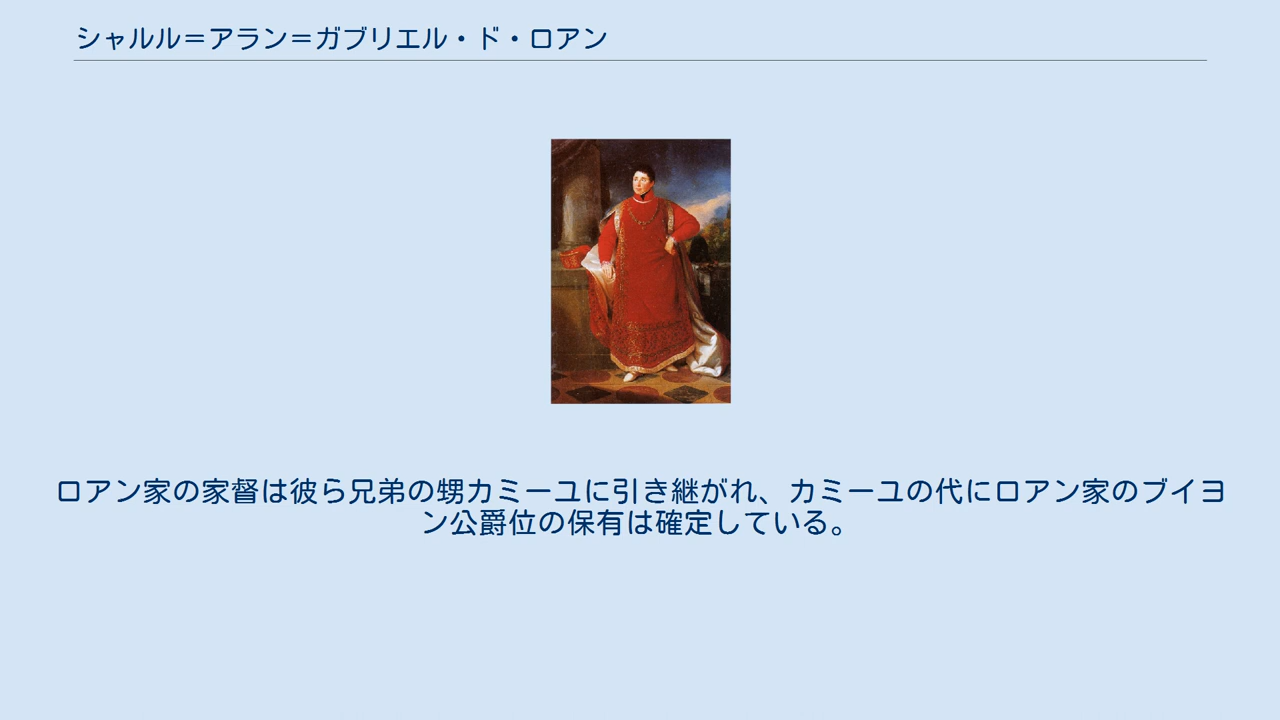 シャルル＝アラン＝ガブリエル・ド・ロアン
ロアン家の家督は彼ら兄弟の甥カミーユに引き継がれ、カミーユの代にロアン家のブイヨ
ン公爵位の保有は確定している。